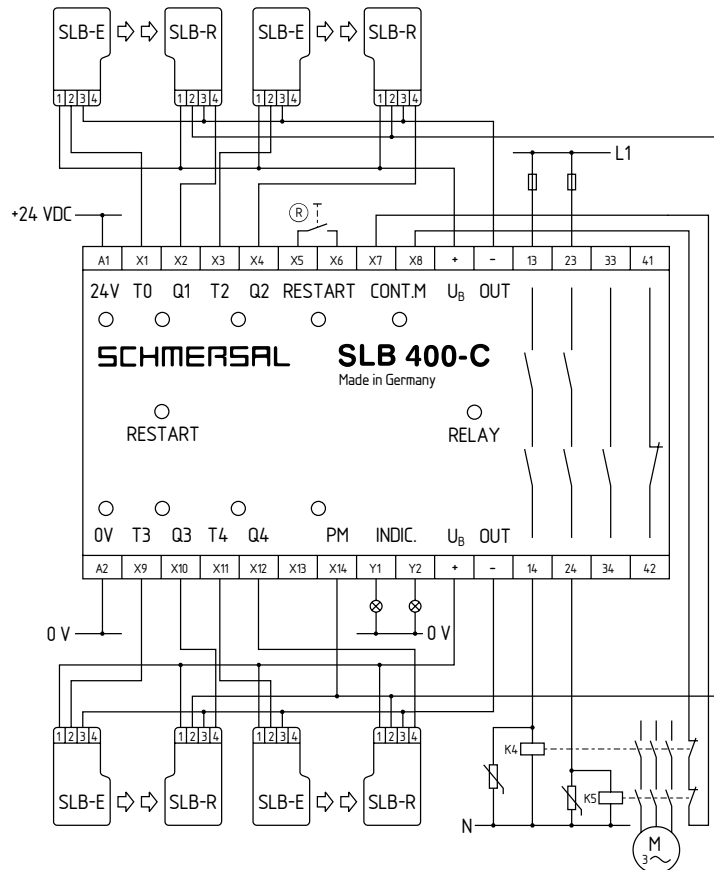 SLB-E SLB-R SLB-E SLB-R
1 2 3 4 1 2 3 4 1 2 3 4 1 2 3 4
L1
+24 VDC
R
A1 X1 X2 X3 X4 X5 X6 X7 X8 + - 13 23 33 41
24V T0 Q1 T2 Q2 RESTART CONT.M UB OUT
SCHMERSAL SLB 400-C
Made in Germany
RESTART RELAY
0V T3 Q3 T4 Q4 PM INDIC. UB OUT
A2 X9 X10 X11 X12 X13 X14 Y1 Y2 + - 14 24 34 42
0 V 0 V
1 2 3 4 1 2 3 4 1 2 3 4 1 2 3 4
K4
SLB-E SLB-R SLB-E SLB-R
K5
N
M
3